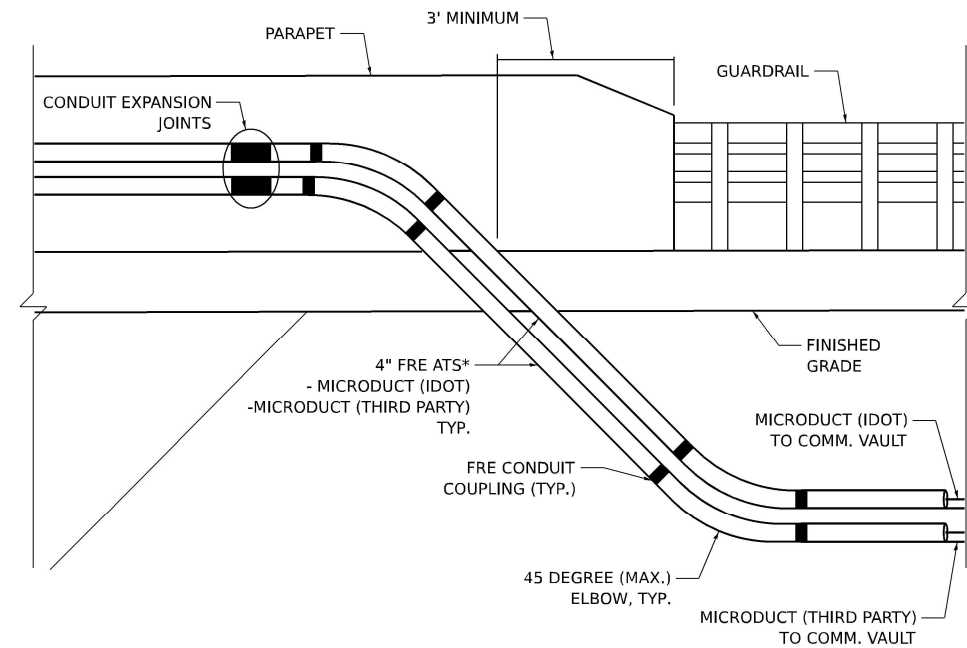 3' MINIMUM
PARAPET
GUARDRAIL
CONDUIT EXPANSION
JOINTS
FINISHED
GRADE
4" FRE ATS*
- MICRODUCT (IDOT)
-MICRODUCT (THIRD PARTY)
TYP.
MICRODUCT (IDOT)
TO COMM. VAULT
FRE CONDUIT
COUPLING (TYP.)
45 DEGREE (MAX.)
ELBOW, TYP.
MICRODUCT (THIRD PARTY)
TO COMM. VAULT